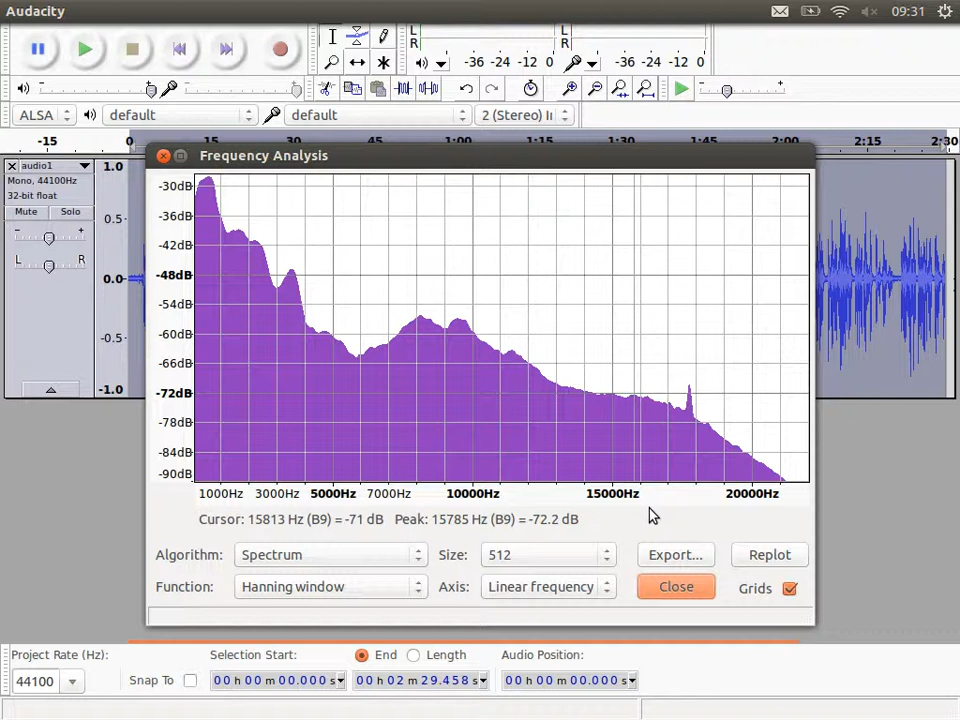 Audacity
09:31
L
R
-36 -24 -12 0
L
R
-36 -24 -12 0
ALSA
default
default
2 (Stereo) I
-15 0 15 30 45 1:00 1:15 1:30 1:45 2:00 2:15 2:30
audio1
Mono, 44100Hz
32-bit float
Mute Solo
- +
L R
1.0
0.5
0.0
-0.5
-1.0
Frequency Analysis
-30dB
-36dB
-42dB
-48dB
-54dB
-60dB
-66dB
-72dB
-78dB
-84dB
-90dB
1000Hz 3000Hz 5000Hz 7000Hz 10000Hz 15000Hz 20000Hz
Cursor: 15813 Hz (B9) = -71 dB Peak: 15785 Hz (B9) = -72.2 dB
Algorithm: Spectrum Size: 512 Export... Replot
Function: Hanning window Axis: Linear frequency Close Grids
Project Rate (Hz): Selection Start: End Length Audio Position:
44100 Snap To 00 h 00 m 00.000 s 00 h 02 m 29.458 s 00 h 00 m 00.000 s